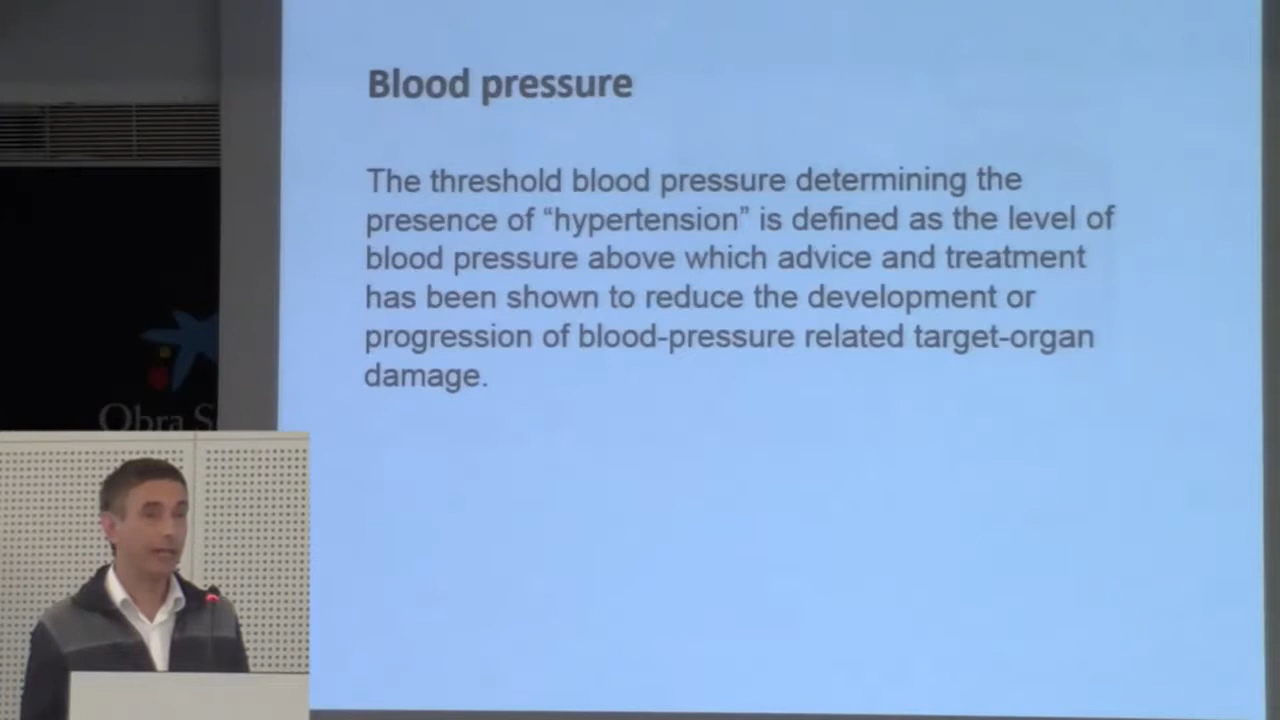 Blood pressure
The threshold blood pressure determining the
presence of “hypertension” is defined as the level of
blood pressure above which advice and treatment
has been shown to reduce the development or
progression of blood-pressure related target-organ
damage.
Obra S